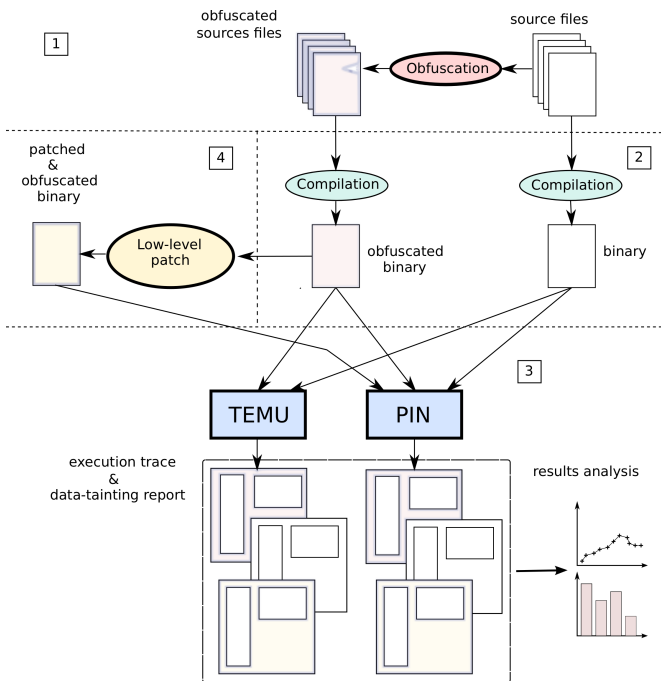 1
obfuscated
sources files
source files
Obfuscation
patched
&
obfuscated
binary
4
2
Compilation
Compilation
Low-level
patch
obfuscated
binary
binary
3
TEMU
PIN
execution trace
&
data-tainting report
results analysis